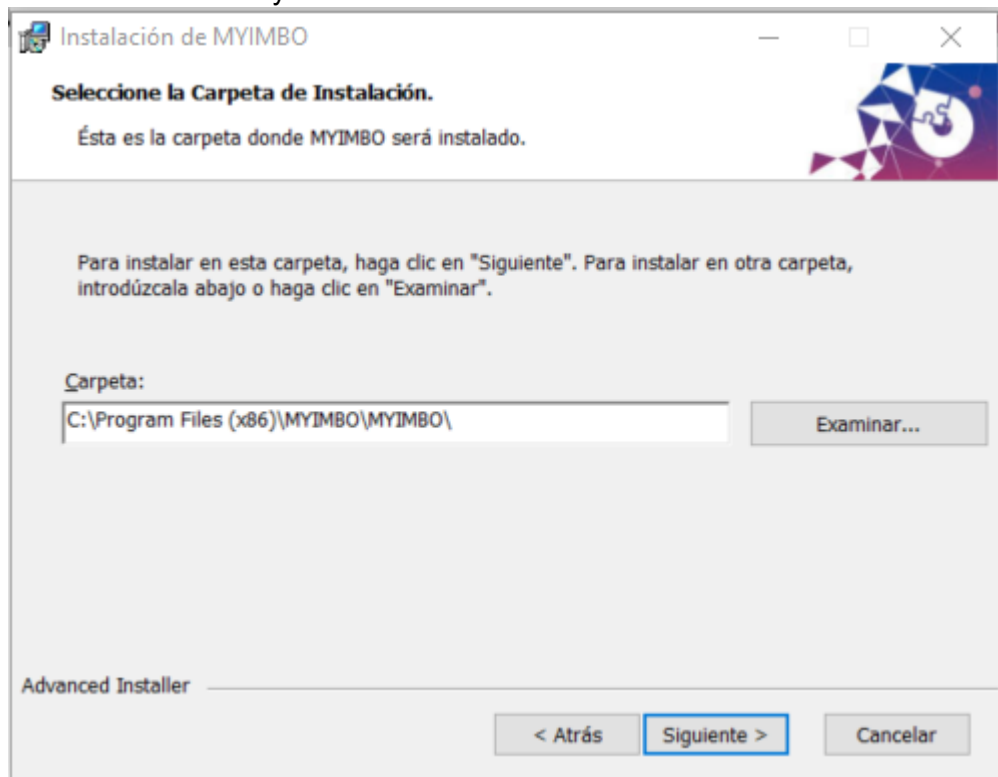 Instalación de MYIMBO
Seleccione la Carpeta de Instalación.
Ésta es la carpeta donde MYIMBO será instalado.
Para instalar en esta carpeta, haga clic en "Siguiente". Para instalar en otra carpeta,
introdúzcala abajo o haga clic en "Examinar".
Carpeta:
C:\Program Files (x86)\MYIMBO\MYIMBO\
Examinar...
Advanced Installer
< Atrás
Siguiente >
Cancelar